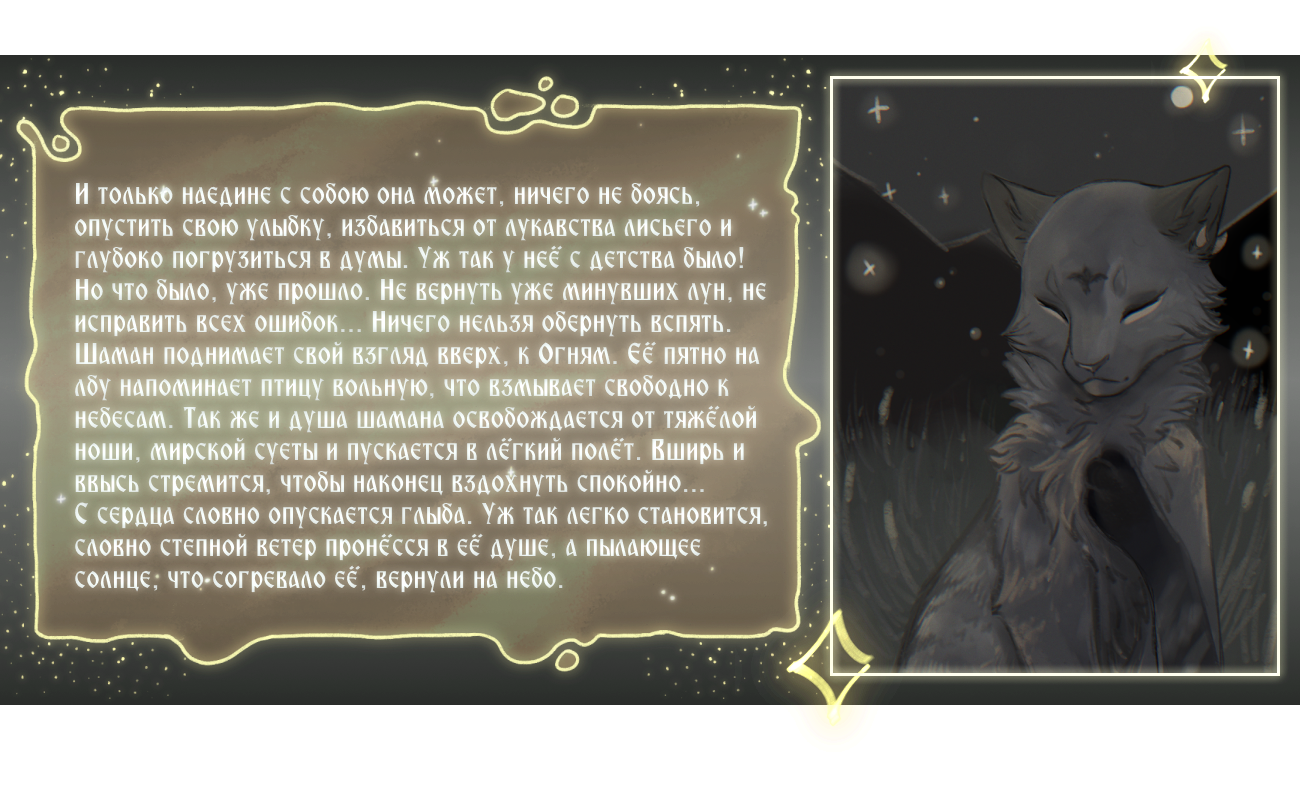 И только наедине с собою она может, ничего не боясь,
опустить свою улыбку, избавиться от лукавства лисьего и
глубоко погрузиться в думы. Уж так у неё с детства было!
Но что было, уже прошло. Не вернуть уже минувших лун, не
исправить всех ошибок... Ничего нельзя обернуть вспять.
Шаман поднимает свой взгляд вверх, к Огням. Её пятно на
лбу напоминает птицу вольную, что взмывает свободно к
небесам. Так же и душа шамана освобождается от тяжёлой
ноши, мирской суеты и пускается в лёгкий полёт. Вширь и
ввысь стремится, чтобы наконец вздохнуть спокойно...
С сердца словно опускается глыба. Уж так легко становится,
словно степной ветер пронёсся в её душе, а пылающее
солнце, что согревало её, вернули на небо.